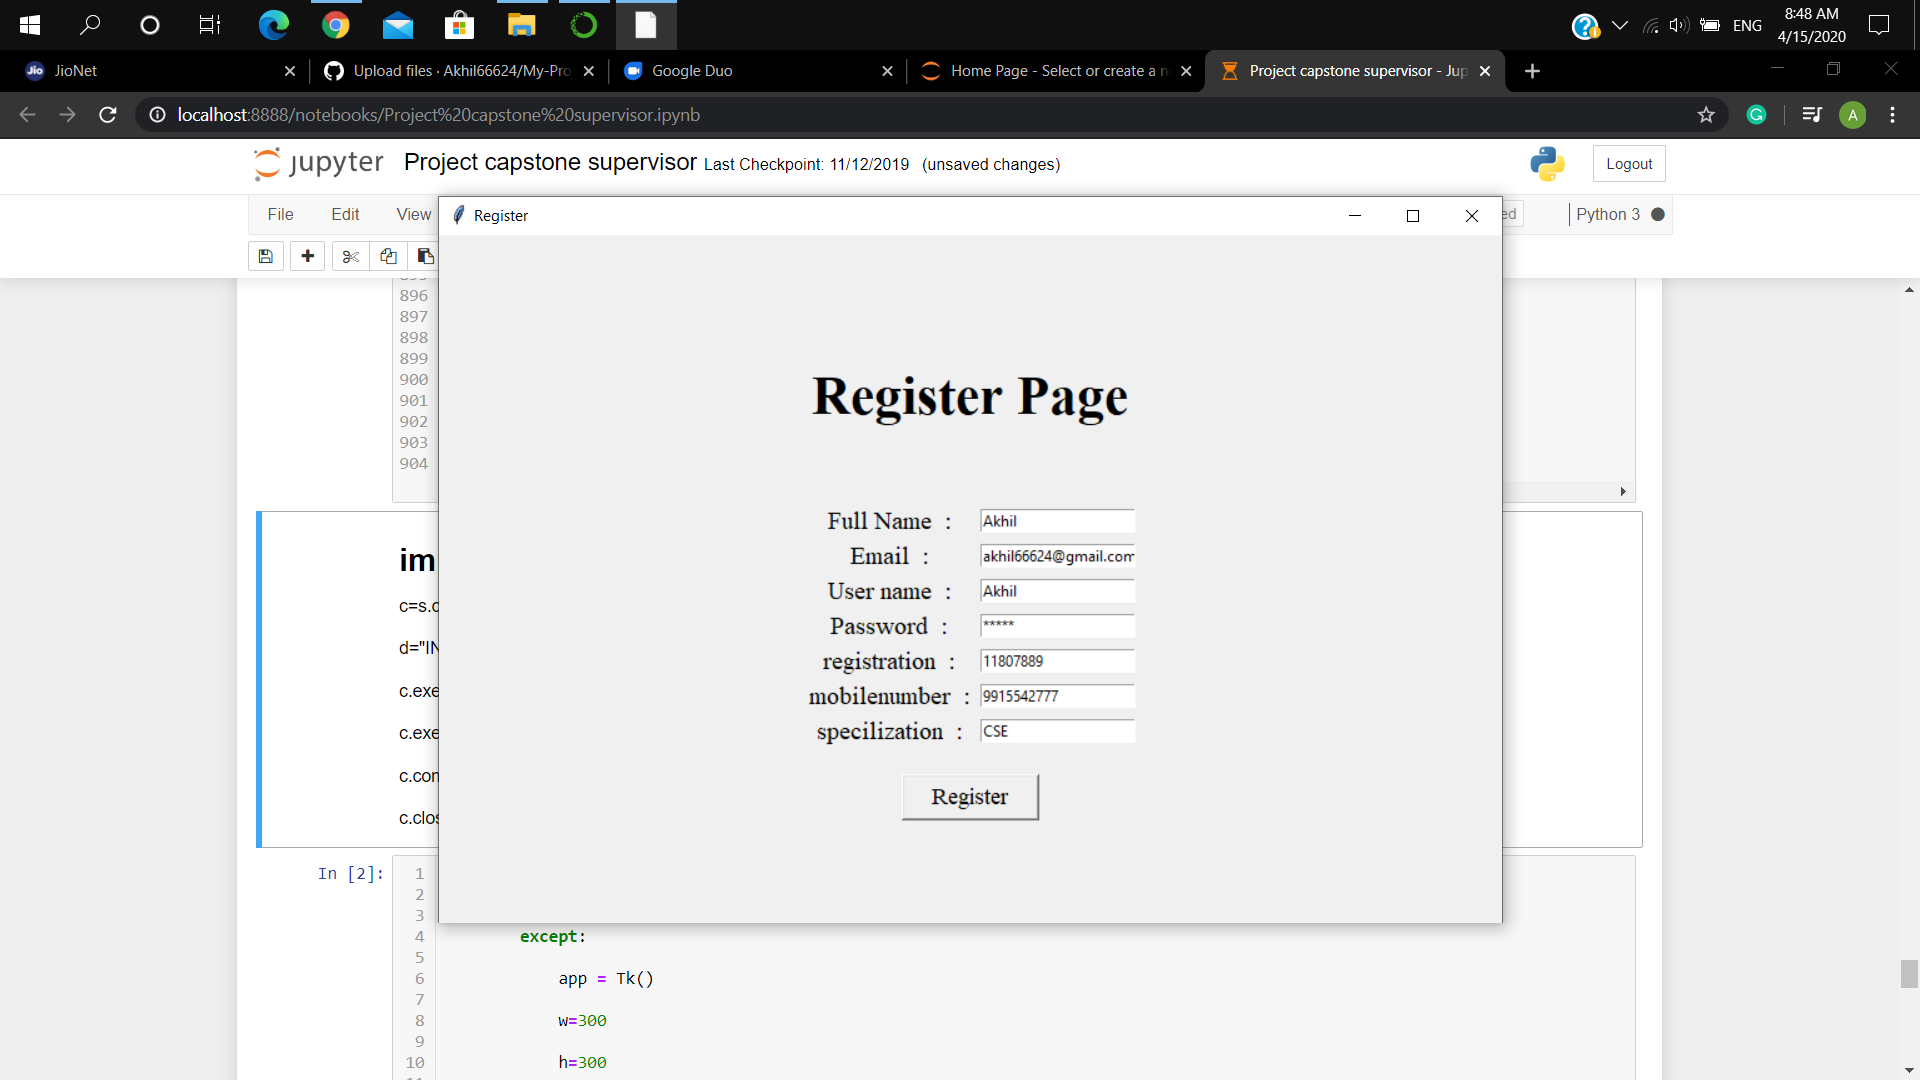 8:48 AM
ENG
4/15/2020
Jio JioNet
Upload files · Akhil66624/My-Pro
Google Duo
Home Page - Select or create a n
Project capstone supervisor - Jup
localhost:8888/notebooks/Project%20capstone%20supervisor.ipynb
A
jupyter Project capstone supervisor Last Checkpoint: 11/12/2019 (unsaved changes)
Logout
File Edit View
Python 3
Register
896
897
898
899
900
901
902
903
904
Register Page
Full Name :
Akhil
Email :
akhil66624@gmail.com
User name :
Akhil
Password :
*****
registration :
11807889
mobilenumber :
9915542777
specilization :
CSE
Register
im
c=s.c
d="IN
c.exe
c.exe
c.con
c.clos
In [2]:
1
2
3
4 except:
5
6 app = Tk()
7
8 w=300
9
10 h=300